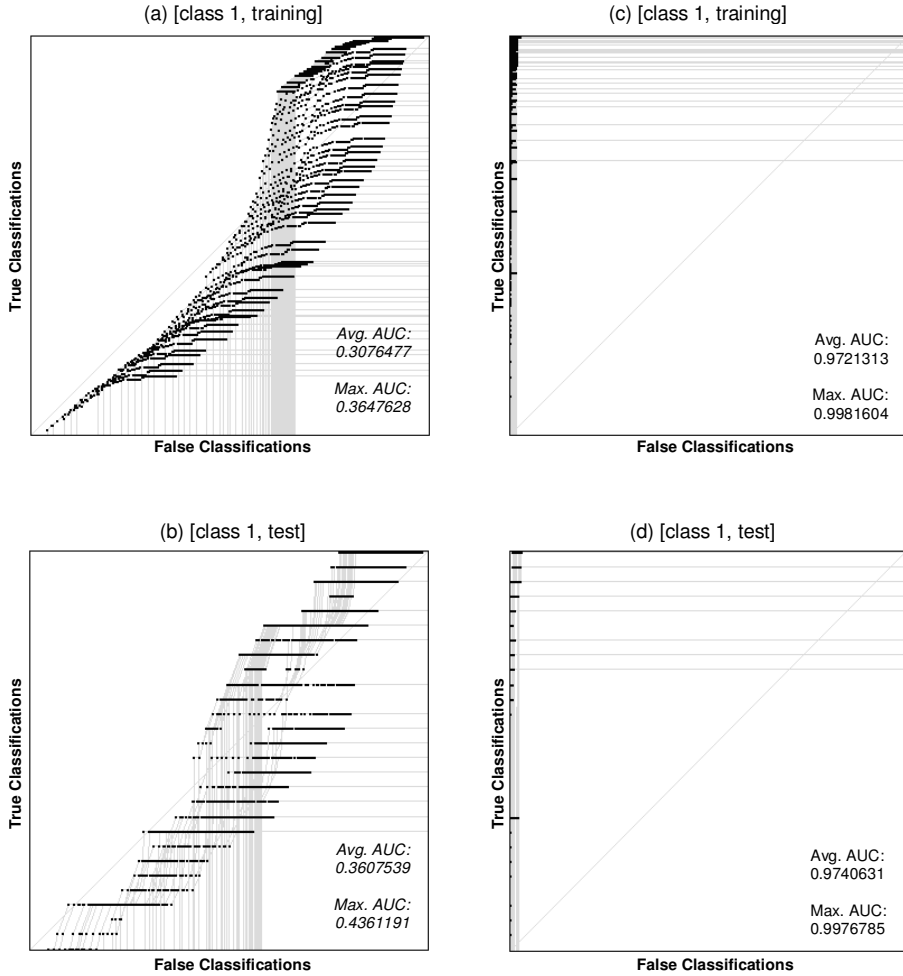 (a) [class 1, training]
True Classifications
Avg. AUC:
0.3076477
Max. AUC:
0.3647628
False Classifications
(c) [class 1, training]
True Classifications
Avg. AUC:
0.9721313
Max. AUC:
0.9981604
False Classifications
(b) [class 1, test]
True Classifications
Avg. AUC:
0.3607539
Max. AUC:
0.4361191
False Classifications
(d) [class 1, test]
True Classifications
Avg. AUC:
0.9740631
Max. AUC:
0.9976785
False Classifications